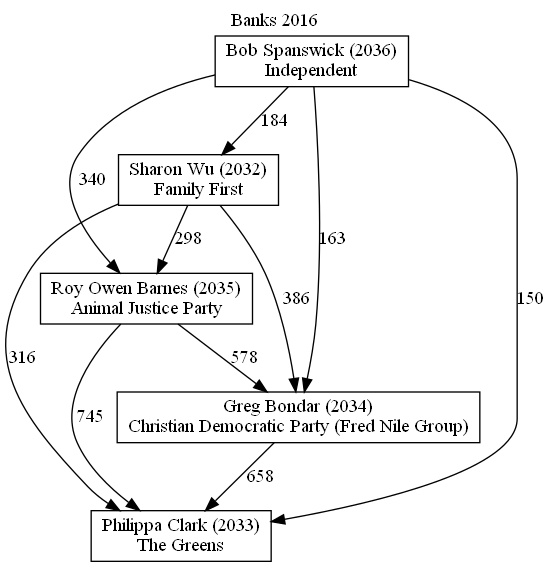 Banks 2016
Bob Spanswick (2036)
Independent
184
Sharon Wu (2032)
Family First
340
298
163
386
150
Roy Owen Barnes (2035)
Animal Justice Party
316
578
745
Greg Bondar (2034)
Christian Democratic Party (Fred Nile Group)
658
Philippa Clark (2033)
The Greens